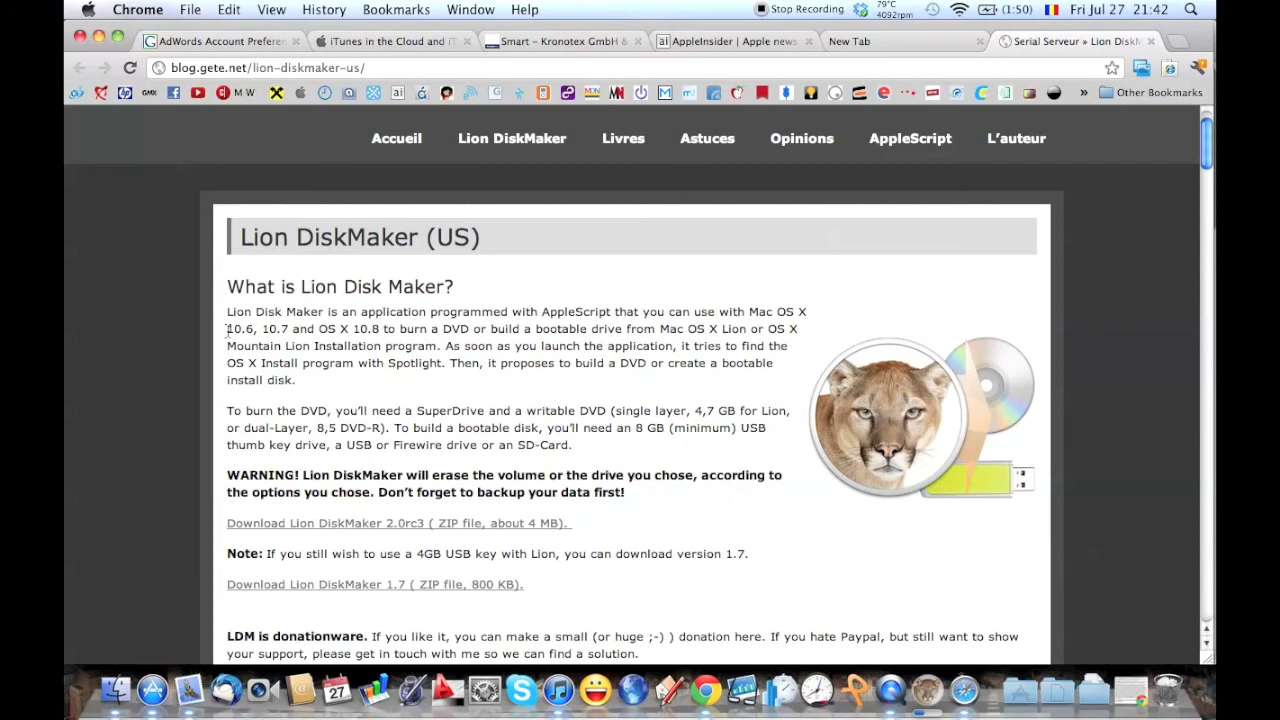 Chrome File Edit View History Bookmarks Window Help Stop Recording 79°C 4092rpm (1:50) Fri Jul 27 21:42
AdWords Account Preferen iTunes in the Cloud and iT Smart – Kronotex GmbH & AppleInsider | Apple news New Tab Serial Serveur » Lion DiskM
blog.gete.net/lion-diskmaker-us/
GMX M W ai » Other Bookmarks
Accueil Lion DiskMaker Livres Astuces Opinions AppleScript L'auteur
Lion DiskMaker (US)
What is Lion Disk Maker?
Lion Disk Maker is an application programmed with AppleScript that you can use with Mac OS X
10.6, 10.7 and OS X 10.8 to burn a DVD or build a bootable drive from Mac OS X Lion or OS X
Mountain Lion Installation program. As soon as you launch the application, it tries to find the
OS X Install program with Spotlight. Then, it proposes to build a DVD or create a bootable
install disk.
To burn the DVD, you'll need a SuperDrive and a writable DVD (single layer, 4,7 GB for Lion,
or dual-Layer, 8,5 DVD-R). To build a bootable disk, you'll need an 8 GB (minimum) USB
thumb key drive, a USB or Firewire drive or an SD-Card.
WARNING! Lion DiskMaker will erase the volume or the drive you chose, according to
the options you chose. Don't forget to backup your data first!
Download Lion DiskMaker 2.0rc3 ( ZIP file, about 4 MB).
Note: If you still wish to use a 4GB USB key with Lion, you can download version 1.7.
Download Lion DiskMaker 1.7 ( ZIP file, 800 KB).
LDM is donationware. If you like it, you can make a small (or huge ;-) ) donation here. If you hate Paypal, but still want to show
your support, please get in touch with me so we can find a solution.
27